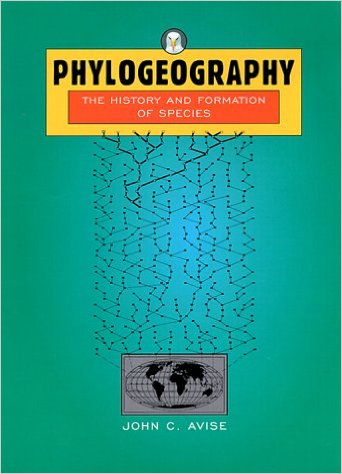 PHYLOGEOGRAPHY
THE HISTORY AND FORMATION
OF SPECIES
JOHN C. AVISE